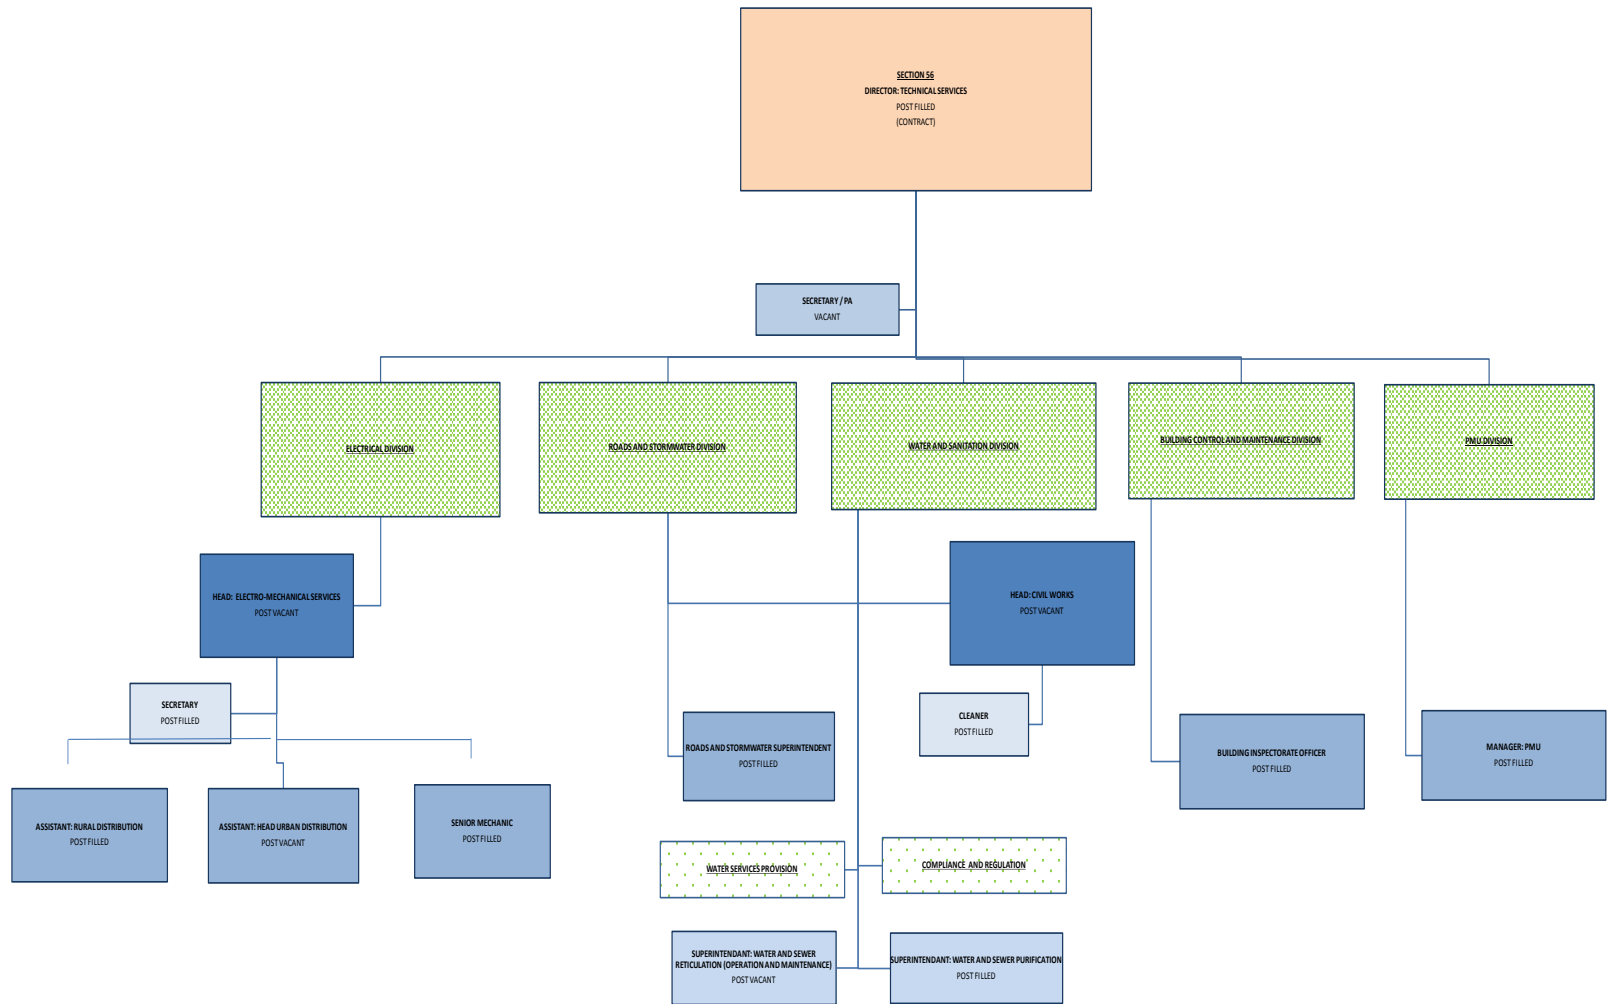 SECTION 56
DIRECTOR: TECHNICAL SERVICES
POST FILLED
(CONTRACT)
SECRETARY / PA
VACANT
ELECTRICAL DIVISION
ROADS AND STORMWATER DIVISION
WATER AND SANITATION DIVISION
BUILDING CONTROL AND MAINTENANCE DIVISION
PMU DIVISION
HEAD: ELECTRO-MECHANICAL SERVICES
POST VACANT
HEAD: CIVIL WORKS
POST VACANT
SECRETARY
POST FILLED
CLEANER
POST FILLED
ROADS AND STORMWATER SUPERINTENDENT
POST FILLED
BUILDING INSPECTORATE OFFICER
POST FILLED
MANAGER: PMU
POST FILLED
ASSISTANT: RURAL DISTRIBUTION
POST FILLED
ASSISTANT: HEAD URBAN DISTRIBUTION
POST VACANT
SENIOR MECHANIC
POST FILLED
WATER SERVICES PROVISION
COMPLIANCE AND REGULATION
SUPERINTENDANT: WATER AND SEWER
RETICULATION (OPERATION AND MAINTENANCE)
POST VACANT
SUPERINTENDANT: WATER AND SEWER PURIFICATION
POST FILLED